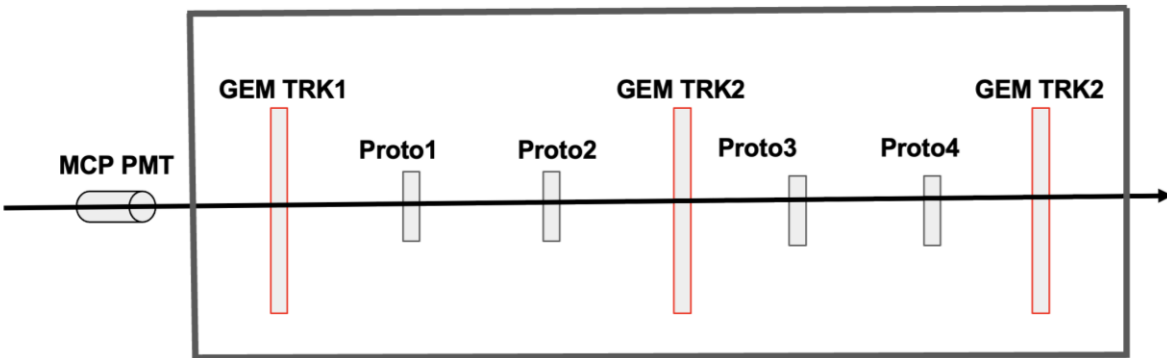 GEM TRK1
GEM TRK2
GEM TRK2
Proto1
Proto2
Proto3
Proto4
MCP PMT